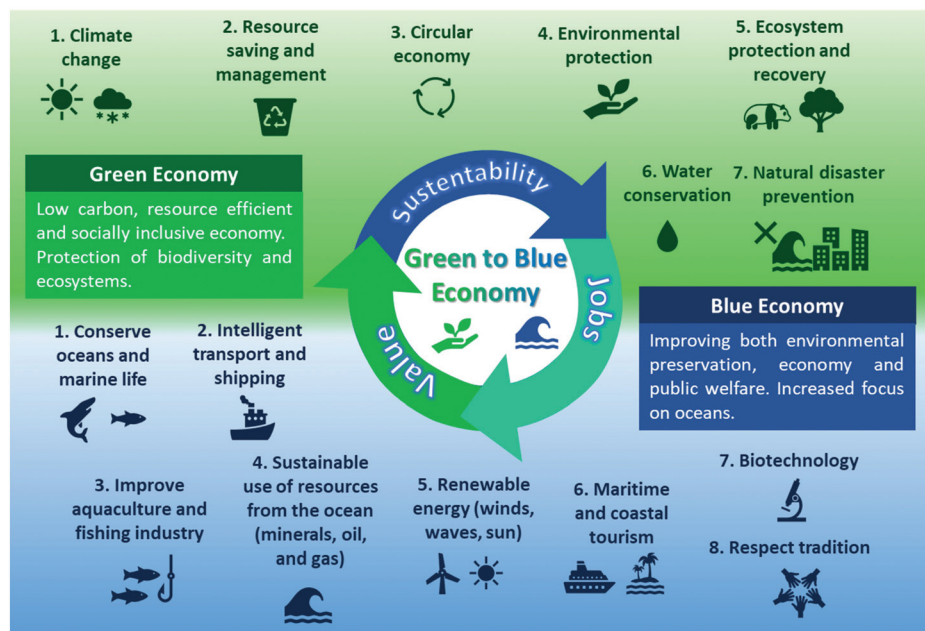 1. Climate
change
2. Resource
saving and
management
3. Circular
economy
4. Environmental
protection
5. Ecosystem
protection and
recovery
Green Economy
Low carbon, resource efficient
and socially inclusive economy.
Protection of biodiversity and
ecosystems.
Sustentability
Jobs
Value
Green to Blue
Economy
6. Water
conservation
7. Natural disaster
prevention
Blue Economy
Improving both environmental
preservation, economy and
public welfare. Increased focus
on oceans.
1. Conserve
oceans and
marine life
2. Intelligent
transport and
shipping
3. Improve
aquaculture and
fishing industry
4. Sustainable
use of resources
from the ocean
(minerals, oil,
and gas)
5. Renewable
energy (winds,
waves, sun)
6. Maritime
and coastal
tourism
7. Biotechnology
8. Respect tradition